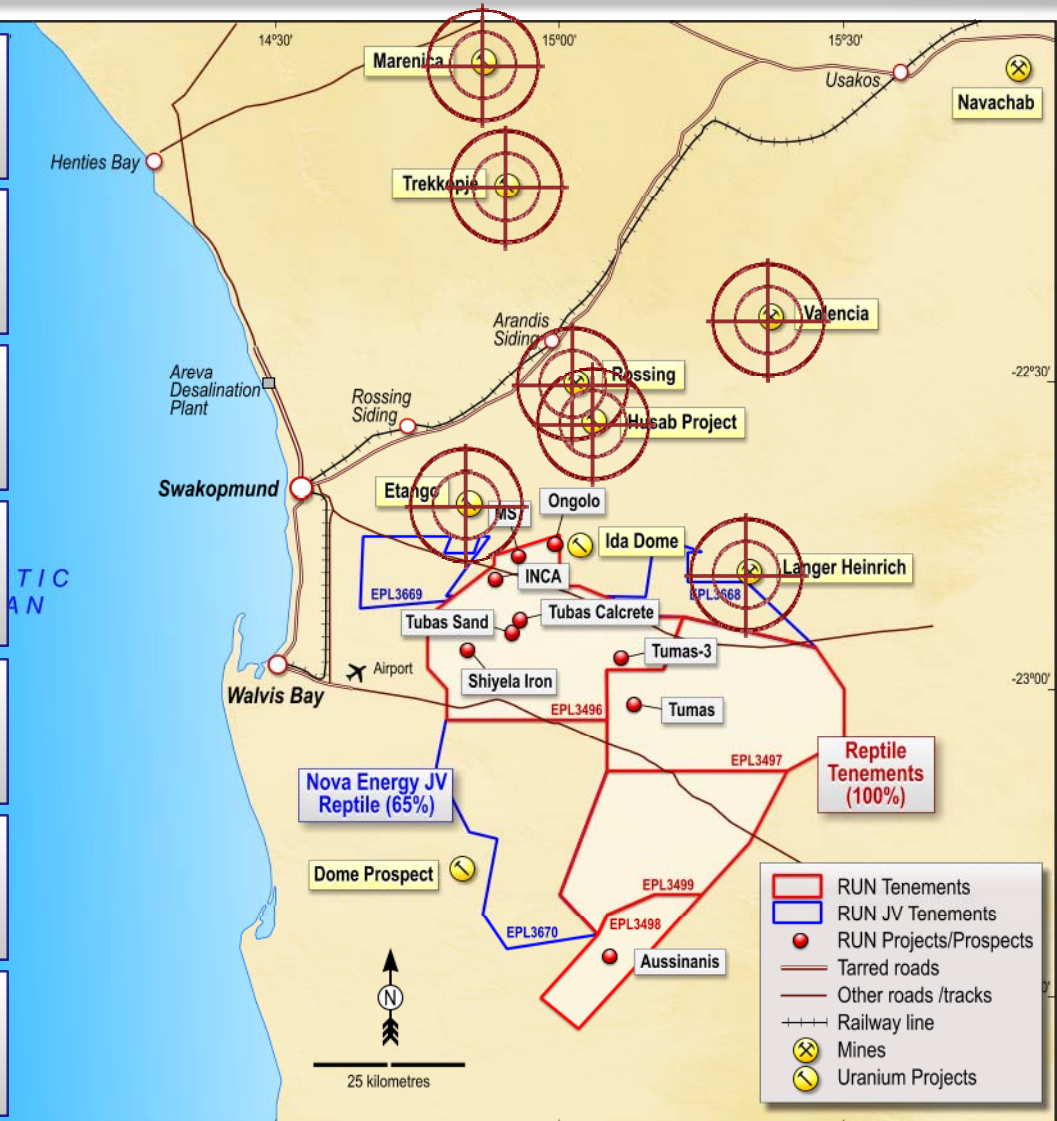 14°30'
15°00'
15°30'
Marenica
Usakos
Navachab
Henties Bay
Trekkopje
Valencia
Arandis
Siding
Areva
Desalination
Plant
Rossing
-22°30'
Rossing
Siding
Husab Project
Swakopmund
Etango
MS7
Ongolo
Ida Dome
Langer Heinrich
TIC
AN
INCA
EPL3669
EPL3668
Tubas Sand
Tubas Calcrete
Tumas-3
Airport
Shiyela Iron
-23°00'
Walvis Bay
EPL3496
Tumas
EPL3497
Reptile
Tenements
(100%)
Nova Energy JV
Reptile (65%)
Dome Prospect
EPL3499
EPL3498
EPL3670
Aussinanis
N
25 kilometres
RUN Tenements
RUN JV Tenements
RUN Projects/Prospects
Tarred roads
Other roads /tracks
Railway line
Mines
Uranium Projects